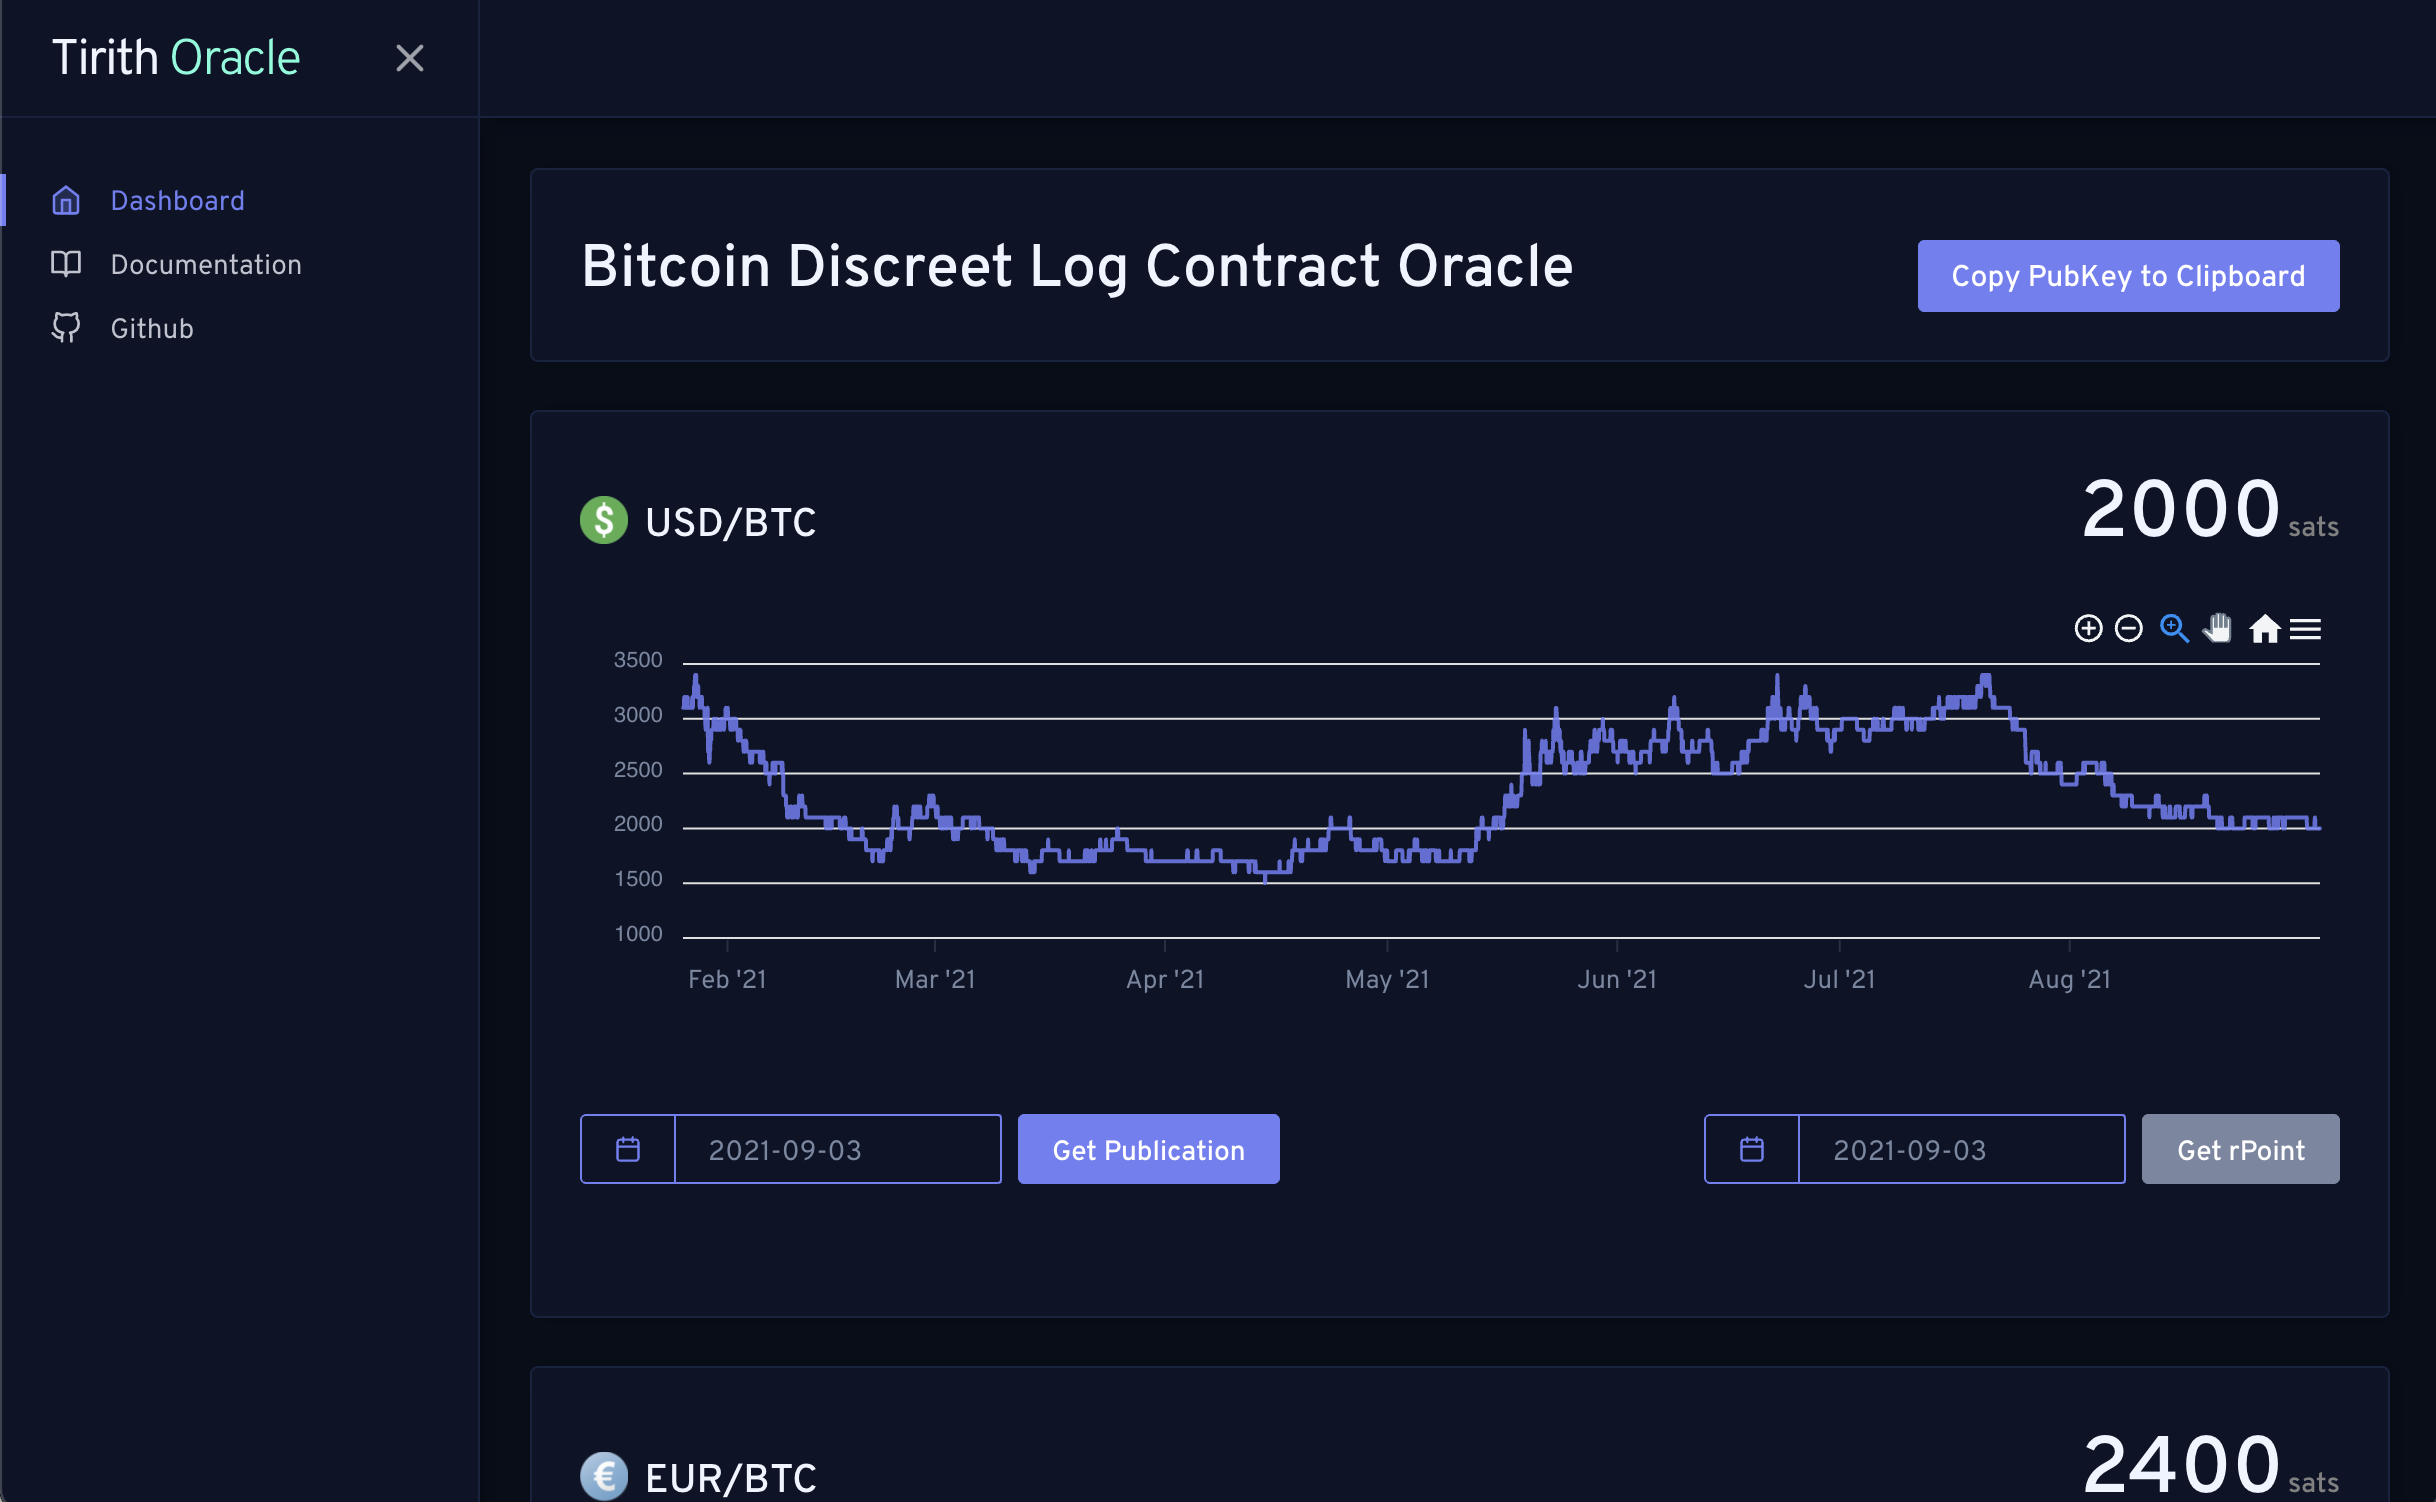 Tirith Oracle
Dashboard
Documentation
Github
Bitcoin Discreet Log Contract Oracle
Copy PubKey to Clipboard
$ USD/BTC
2000 sats
3500
3000
2500
2000
1500
1000
Feb '21 Mar '21 Apr '21 May '21 Jun '21 Jul '21 Aug '21
2021-09-03 Get Publication 2021-09-03 Get rPoint
€ EUR/BTC
2400 sats